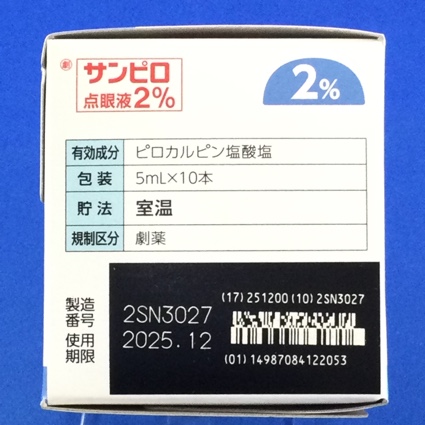 劇 サンピロ
点眼液2%
2%
有効成分 ピロカルピン塩酸塩
包装 5mL×10本
貯法 室温
規制区分 劇薬
製造番号 2SN3027
使用期限 2025.12
(17)251200(10)2SN3027
(01)14987084122053